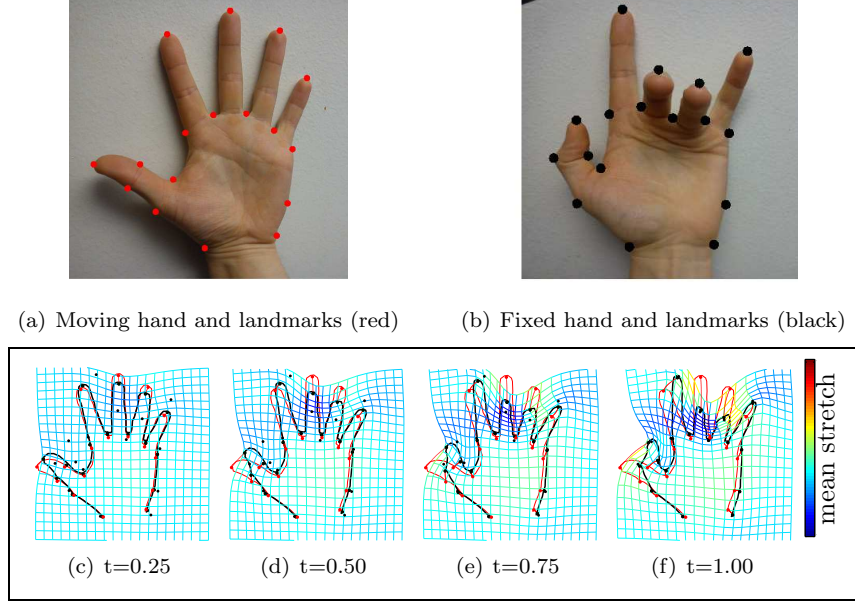 (a) Moving hand and landmarks (red)
(b) Fixed hand and landmarks (black)
mean stretch
(c) t=0.25
(d) t=0.50
(e) t=0.75
(f) t=1.00